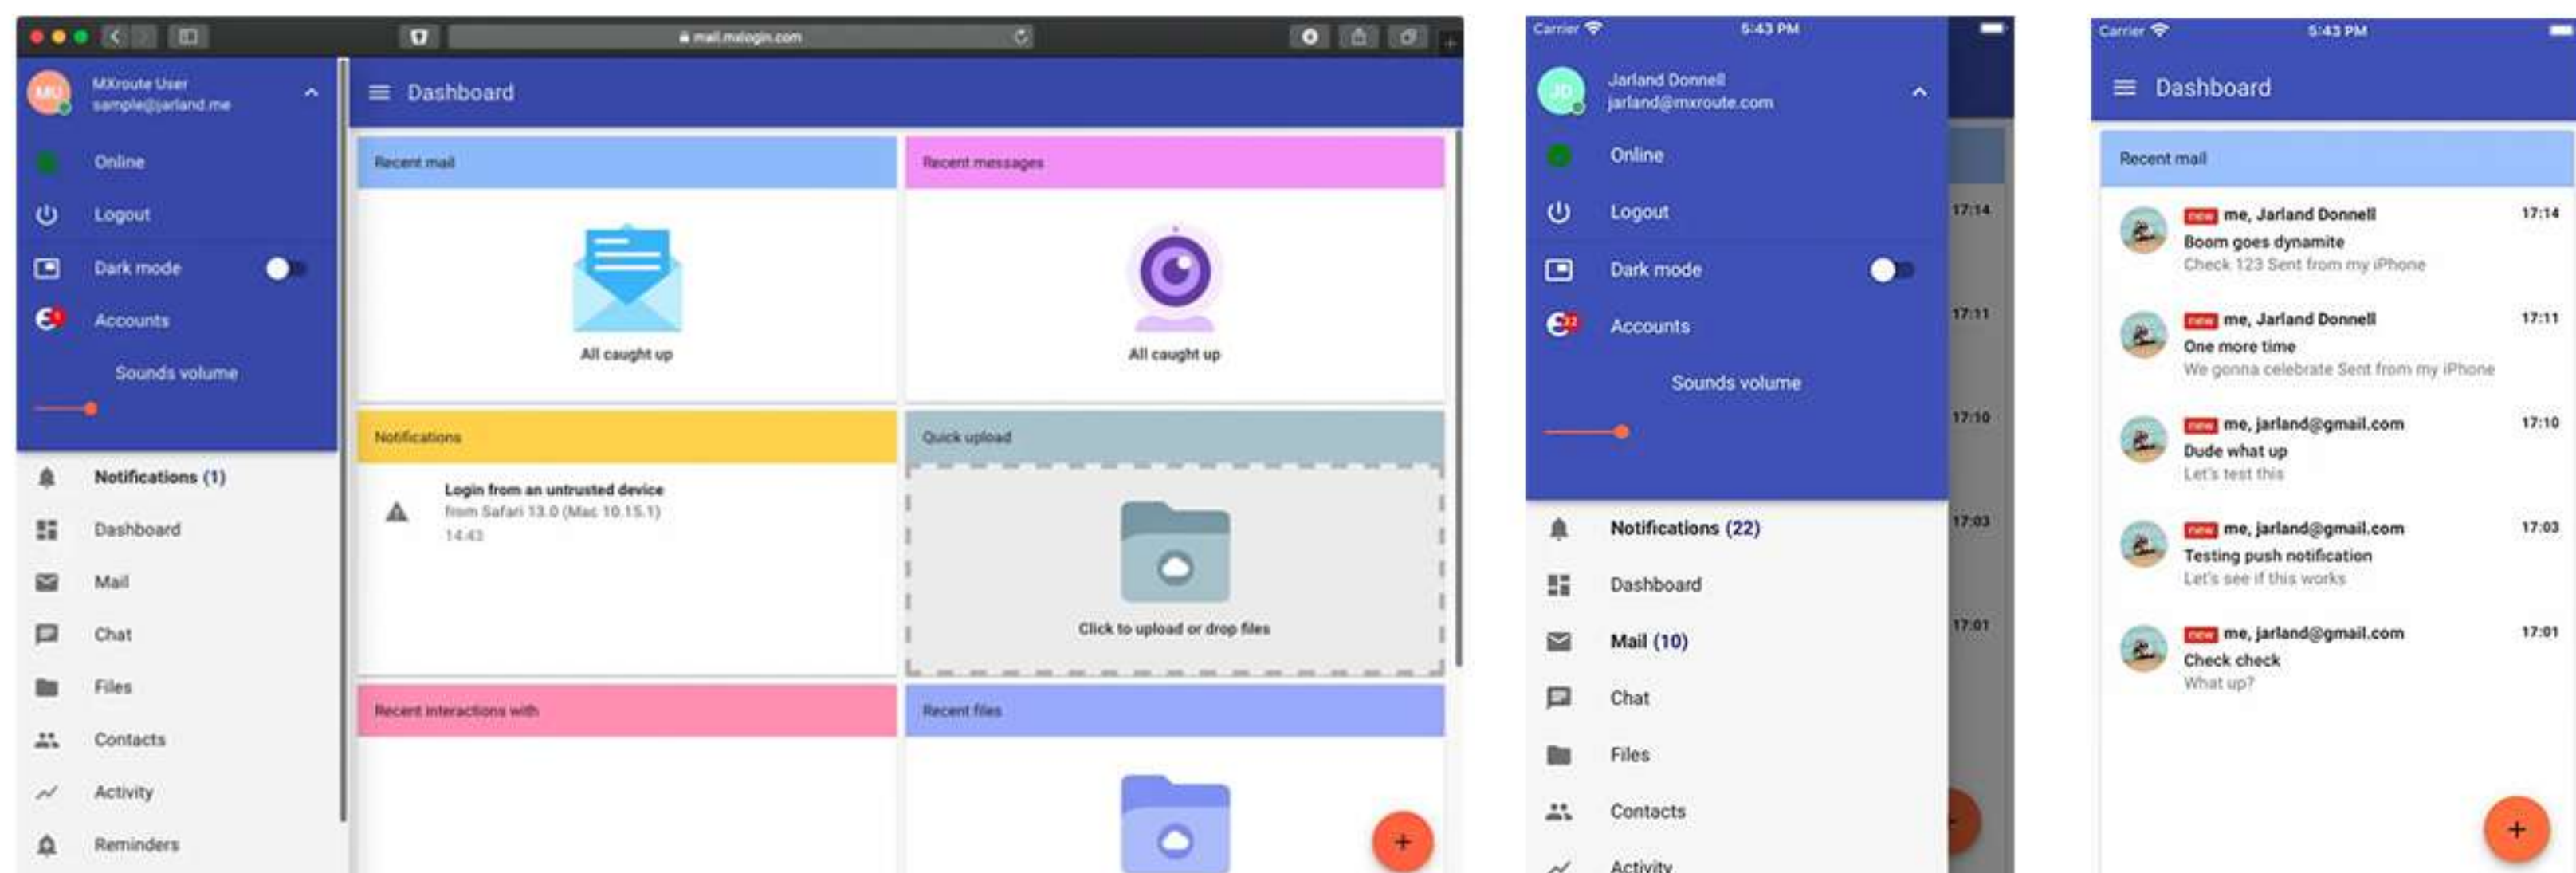 mail.mxlogin.com
MU
MXroute User
sample@jarland.me
Online
Logout
Dark mode
Accounts
Sounds volume
Notifications (1)
Dashboard
Mail
Chat
Files
Contacts
Activity
Reminders
Dashboard
Recent mail
All caught up
Recent messages
All caught up
Notifications
Login from an untrusted device
from Safari 13.0 (Mac 10.15.1)
14:43
Quick upload
Click to upload or drop files
Recent interactions with
Recent files
+
Carrier
5:43 PM
JD
Jarland Donnell
jarland@mxroute.com
Online
Logout
Dark mode
22
Accounts
Sounds volume
Notifications (22)
Dashboard
Mail (10)
Chat
Files
Contacts
Activity
17:14
17:11
17:10
17:03
17:01
Carrier
5:43 PM
Dashboard
Recent mail
new me, Jarland Donnell 17:14
Boom goes dynamite
Check 123 Sent from my iPhone
new me, Jarland Donnell 17:11
One more time
We gonna celebrate Sent from my iPhone
new me, jarland@gmail.com 17:10
Dude what up
Let's test this
new me, jarland@gmail.com 17:03
Testing push notification
Let's see if this works
new me, jarland@gmail.com 17:01
Check check
What up?
+